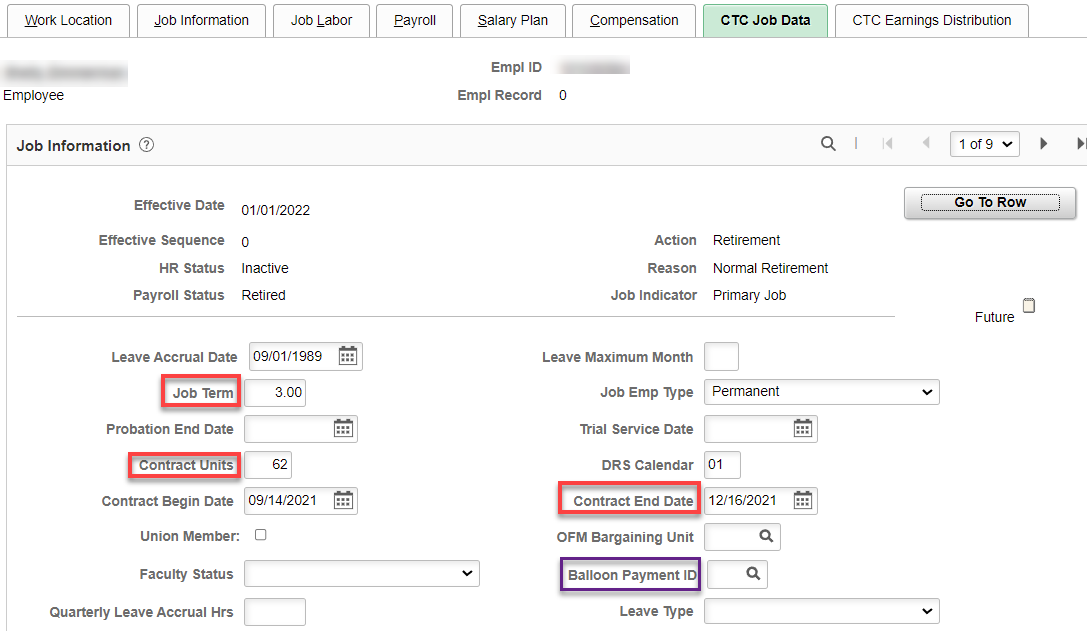 Work Location Job Information Job Labor Payroll Salary Plan Compensation CTC Job Data CTC Earnings Distribution
Empl ID
Employee
Empl Record 0
Job Information ? 1 of 9
Go To Row
Effective Date 01/01/2022
Effective Sequence 0 Action Retirement
HR Status Inactive Reason Normal Retirement
Payroll Status Retired Job Indicator Primary Job
Future
Leave Accrual Date 09/01/1989 Leave Maximum Month
Job Term 3.00 Job Emp Type Permanent
Probation End Date Trial Service Date
Contract Units 62 DRS Calendar 01
Contract Begin Date 09/14/2021 Contract End Date 12/16/2021
Union Member: OFM Bargaining Unit
Faculty Status Balloon Payment ID
Quarterly Leave Accrual Hrs Leave Type